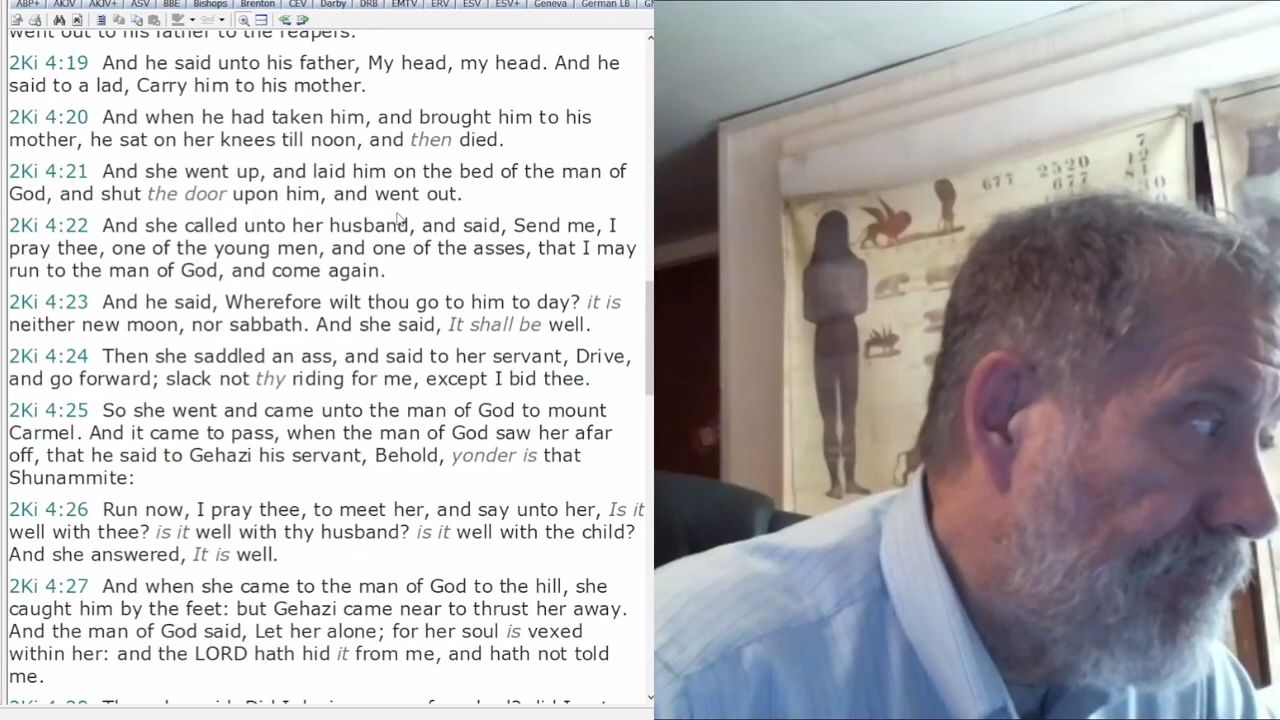 ABP+ AKJV AKJV+ ASV BBE Bishops Brenton CEV Darby DRB EMTV ERV ESV ESV+ Geneva German LB
went out to his father to the reapers.
2Ki 4:19 And he said unto his father, My head, my head. And he
said to a lad, Carry him to his mother.
2Ki 4:20 And when he had taken him, and brought him to his
mother, he sat on her knees till noon, and then died.
2Ki 4:21 And she went up, and laid him on the bed of the man of
God, and shut the door upon him, and went out.
2Ki 4:22 And she called unto her husband, and said, Send me, I
pray thee, one of the young men, and one of the asses, that I may
run to the man of God, and come again.
2Ki 4:23 And he said, Wherefore wilt thou go to him to day? it is
neither new moon, nor sabbath. And she said, It shall be well.
2Ki 4:24 Then she saddled an ass, and said to her servant, Drive,
and go forward; slack not thy riding for me, except I bid thee.
2Ki 4:25 So she went and came unto the man of God to mount
Carmel. And it came to pass, when the man of God saw her afar
off, that he said to Gehazi his servant, Behold, yonder is that
Shunammite:
2Ki 4:26 Run now, I pray thee, to meet her, and say unto her, Is it
well with thee? is it well with thy husband? is it well with the child?
And she answered, It is well.
2Ki 4:27 And when she came to the man of God to the hill, she
caught him by the feet: but Gehazi came near to thrust her away.
And the man of God said, Let her alone; for her soul is vexed
within her: and the LORD hath hid it from me, and hath not told
me.
677
2520
677
7
12